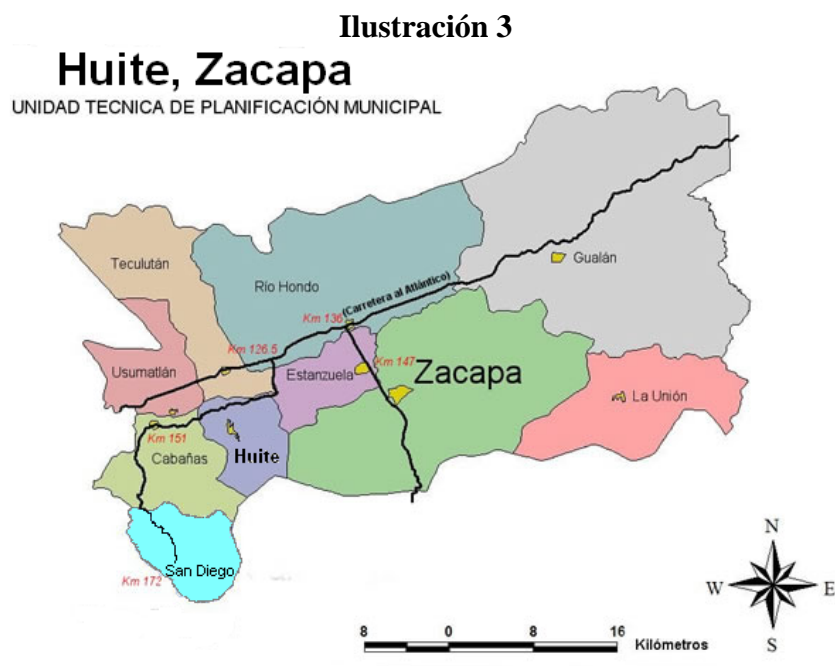 Ilustración 3
Huite, Zacapa
UNIDAD TECNICA DE PLANIFICACIÓN MUNICIPAL
Teculután
Río Hondo
Gualán
(Carretera al Atlántico)
Km 136
Km 126.5
Usumatlán
Estanzuela
Km 147
Zacapa
La Unión
Km 151
Cabañas
Huite
San Diego
Km 172
N
W
E
S
8 0 8 16
Kilómetros